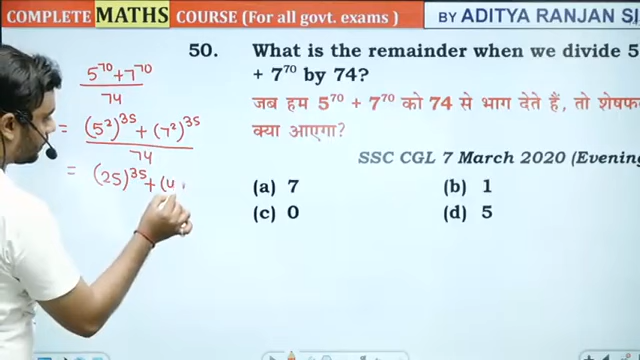 COMPLETE MATHS COURSE (For all govt. exams)
BY ADITYA RANJAN
50. What is the remainder when we divide 5
+ 7⁷⁰ by 74?
जब हम 5⁷⁰ + 7⁷⁰ को 74 से भाग देते हैं, तो शेषफ
क्या आएगा?
SSC CGL 7 March 2020 (Evening
(a) 7
(b) 1
(c) 0
(d) 5
5⁷⁰+7⁷⁰
74
= (5²)³⁵ + (7²)³⁵
74
= (25)³⁵+(4